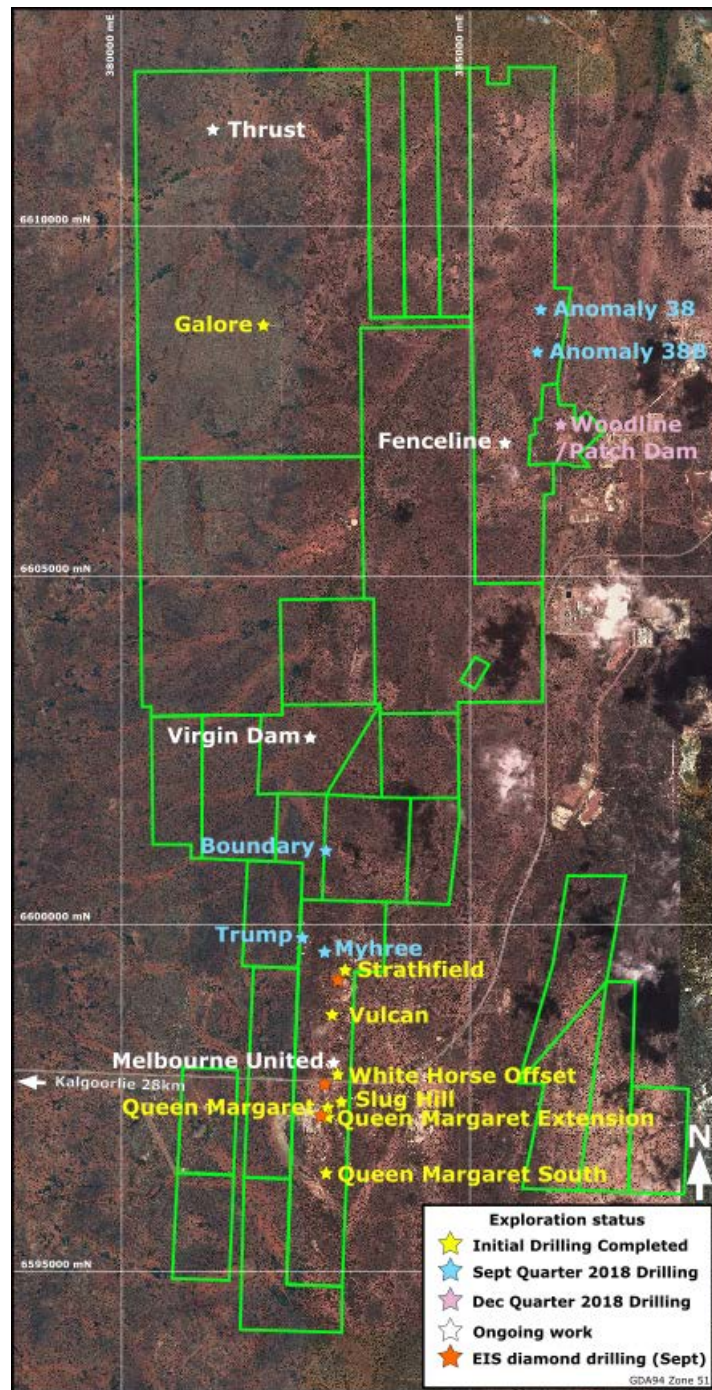 380000 mE
385000 mE
Thrust
6610000 mN
Anomaly 38
Galore
Anomaly 38B
Woodline
/Patch Dam
Fenceline
6605000 mN
Virgin Dam
Boundary
6600000 mN
Trump
Myhree
Strathfield
Vulcan
Melbourne United
White Horse Offset
Kalgoorlie 28km
Slug Hill
Queen Margaret
Queen Margaret Extension
N
Queen Margaret South
6595000 mN
Exploration status
Initial Drilling Completed
Sept Quarter 2018 Drilling
Dec Quarter 2018 Drilling
Ongoing work
EIS diamond drilling (Sept)
GDA94 Zone 51